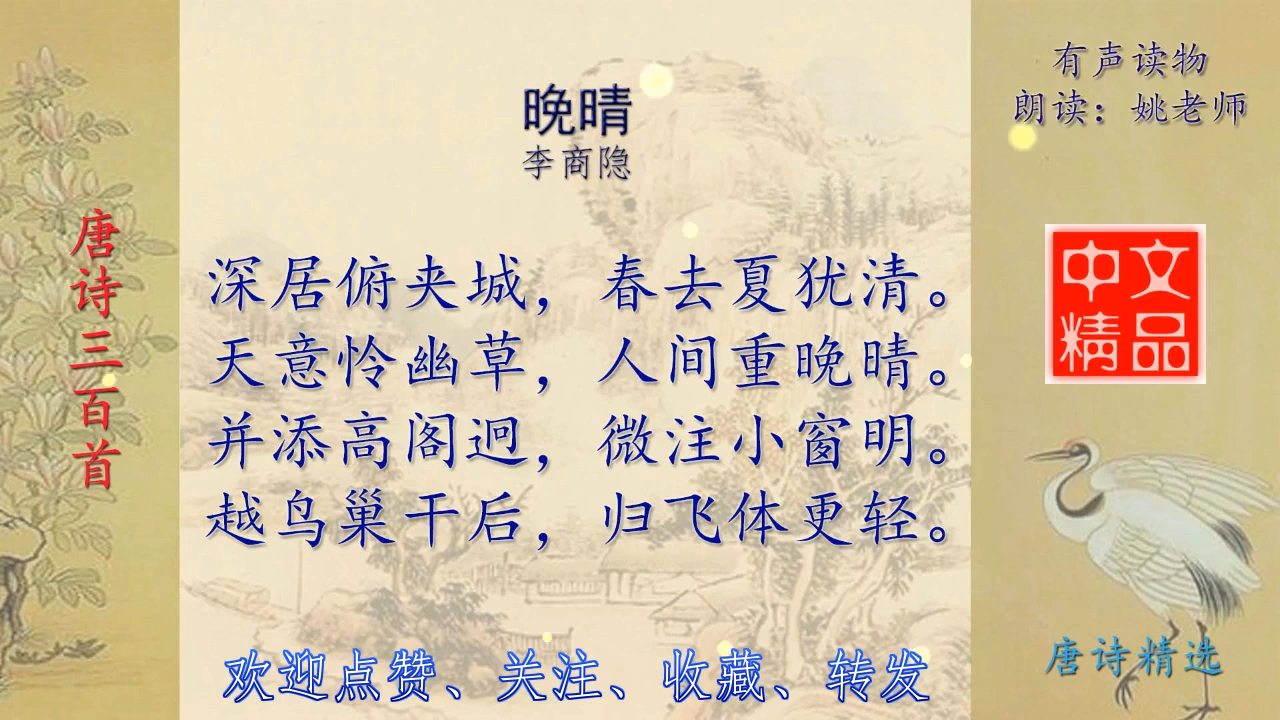 晚晴
李商隐
深居俯夹城，春去夏犹清。
天意怜幽草，人间重晚晴。
并添高阁迥，微注小窗明。
越鸟巢干后，归飞体更轻。
欢迎点赞、关注、收藏、转发
唐诗三百首
有声读物
朗读：姚老师
中文
精品
唐诗精选